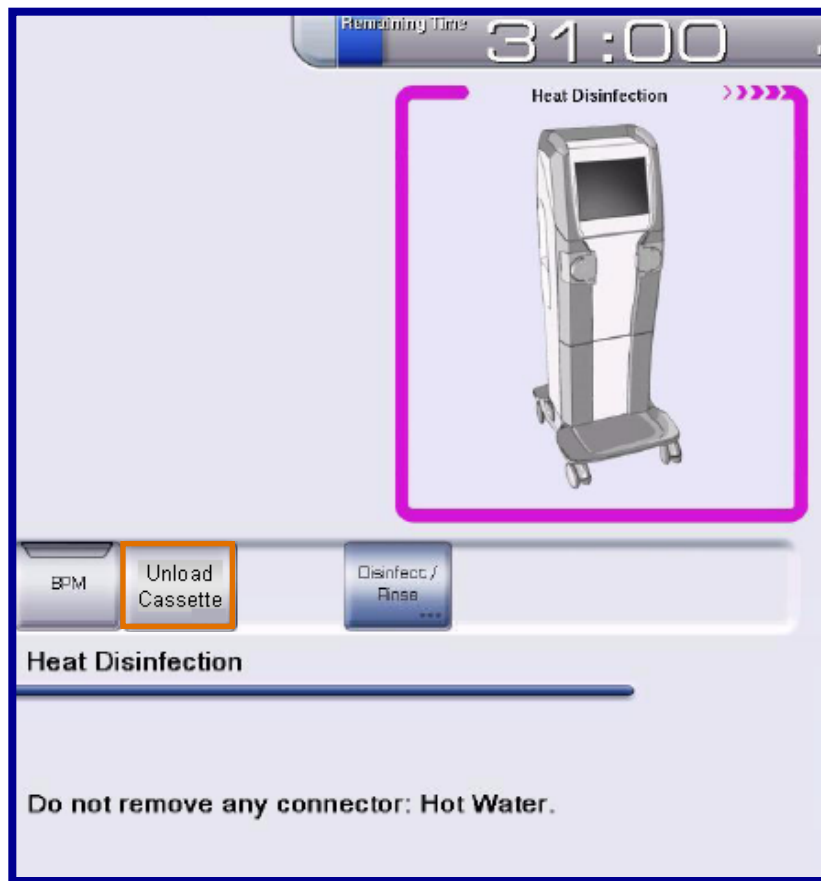 Remaining Time
31:00
Heat Disinfection
BPM
Unload
Cassette
Disinfect /
Rinse
...
Heat Disinfection
Do not remove any connector: Hot Water.